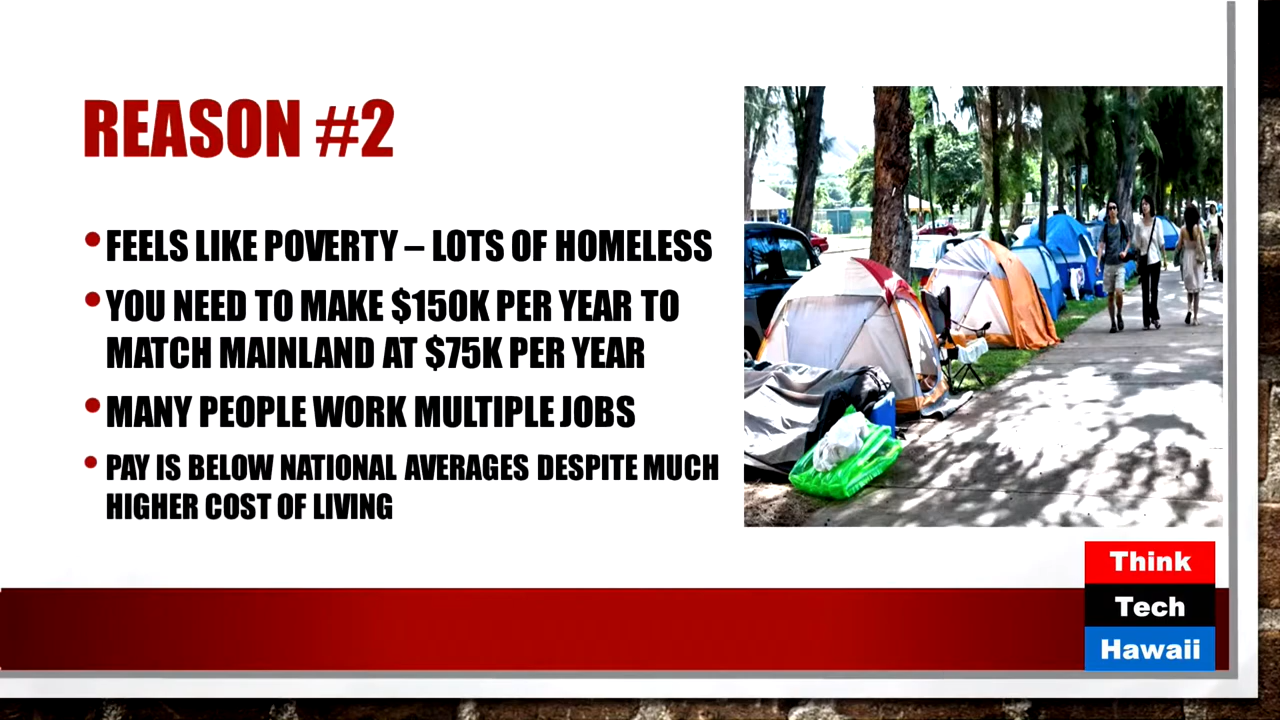 REASON #2
•FEELS LIKE POVERTY – LOTS OF HOMELESS
•YOU NEED TO MAKE $150K PER YEAR TO
MATCH MAINLAND AT $75K PER YEAR
•MANY PEOPLE WORK MULTIPLE JOBS
• PAY IS BELOW NATIONAL AVERAGES DESPITE MUCH
HIGHER COST OF LIVING
Think
Tech
Hawaii